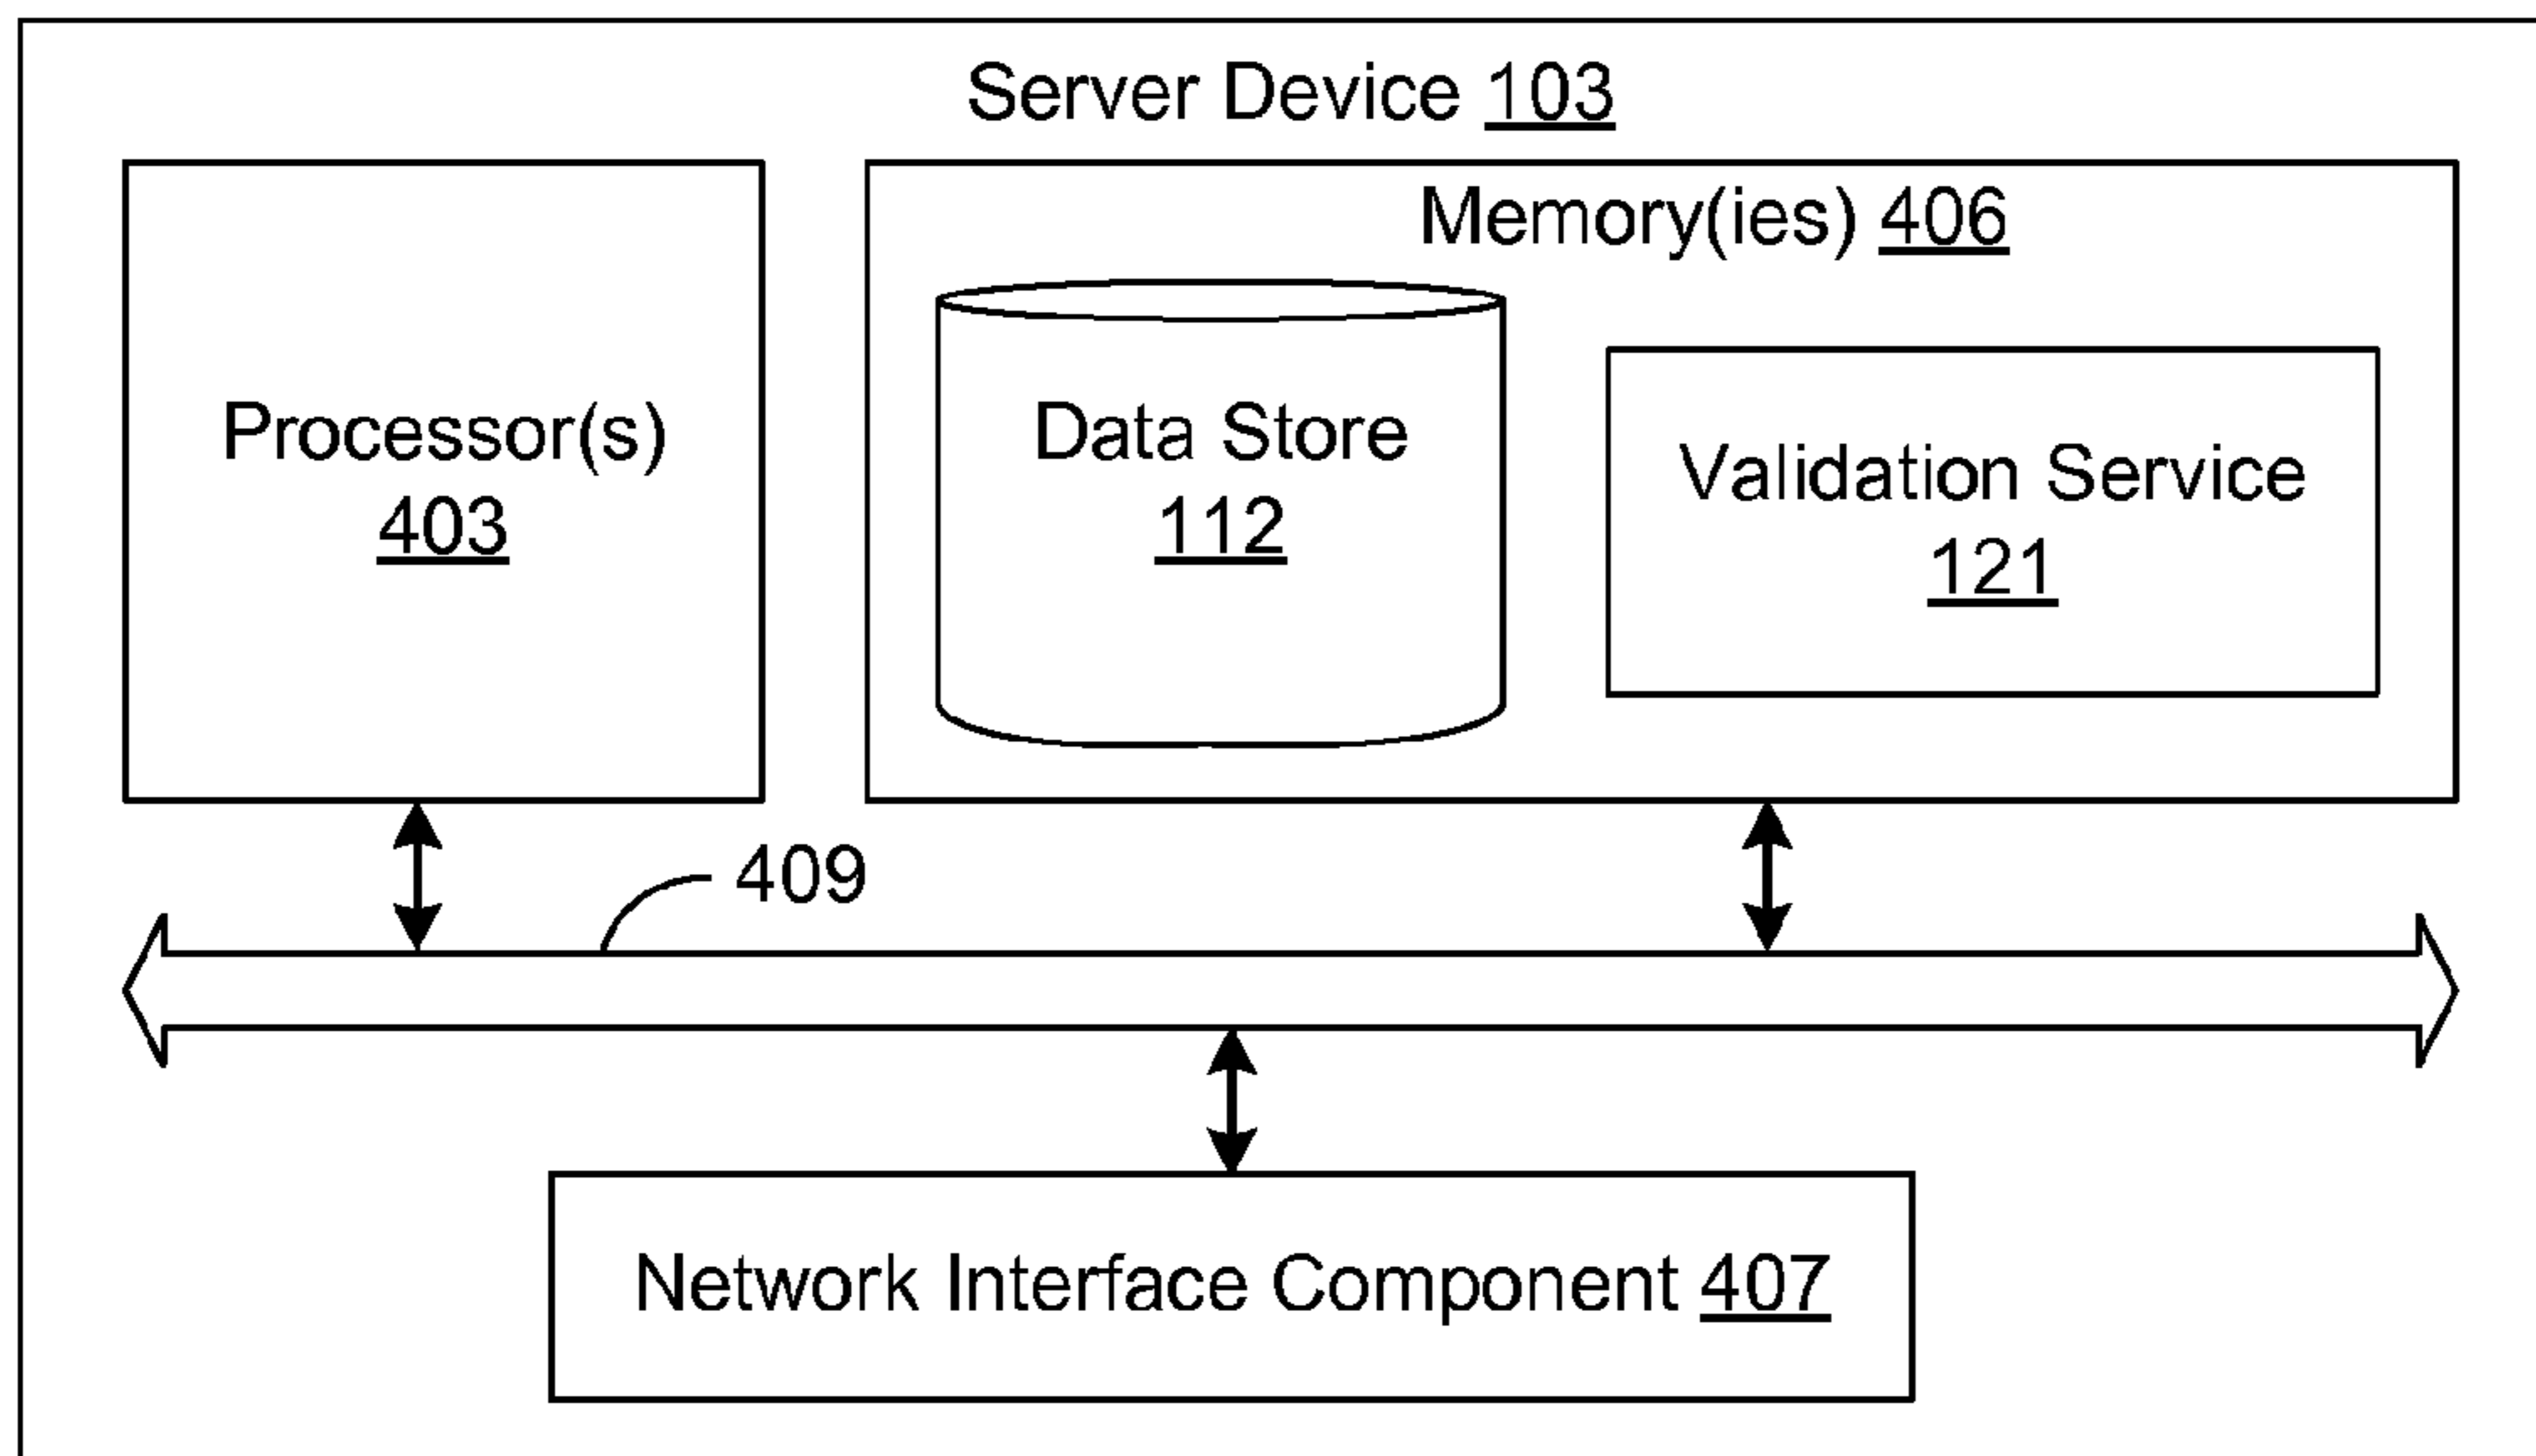 Server Device 103
Memory(ies) 406
Processor(s)
403
Data Store
112
Validation Service
121
409
Network Interface Component 407